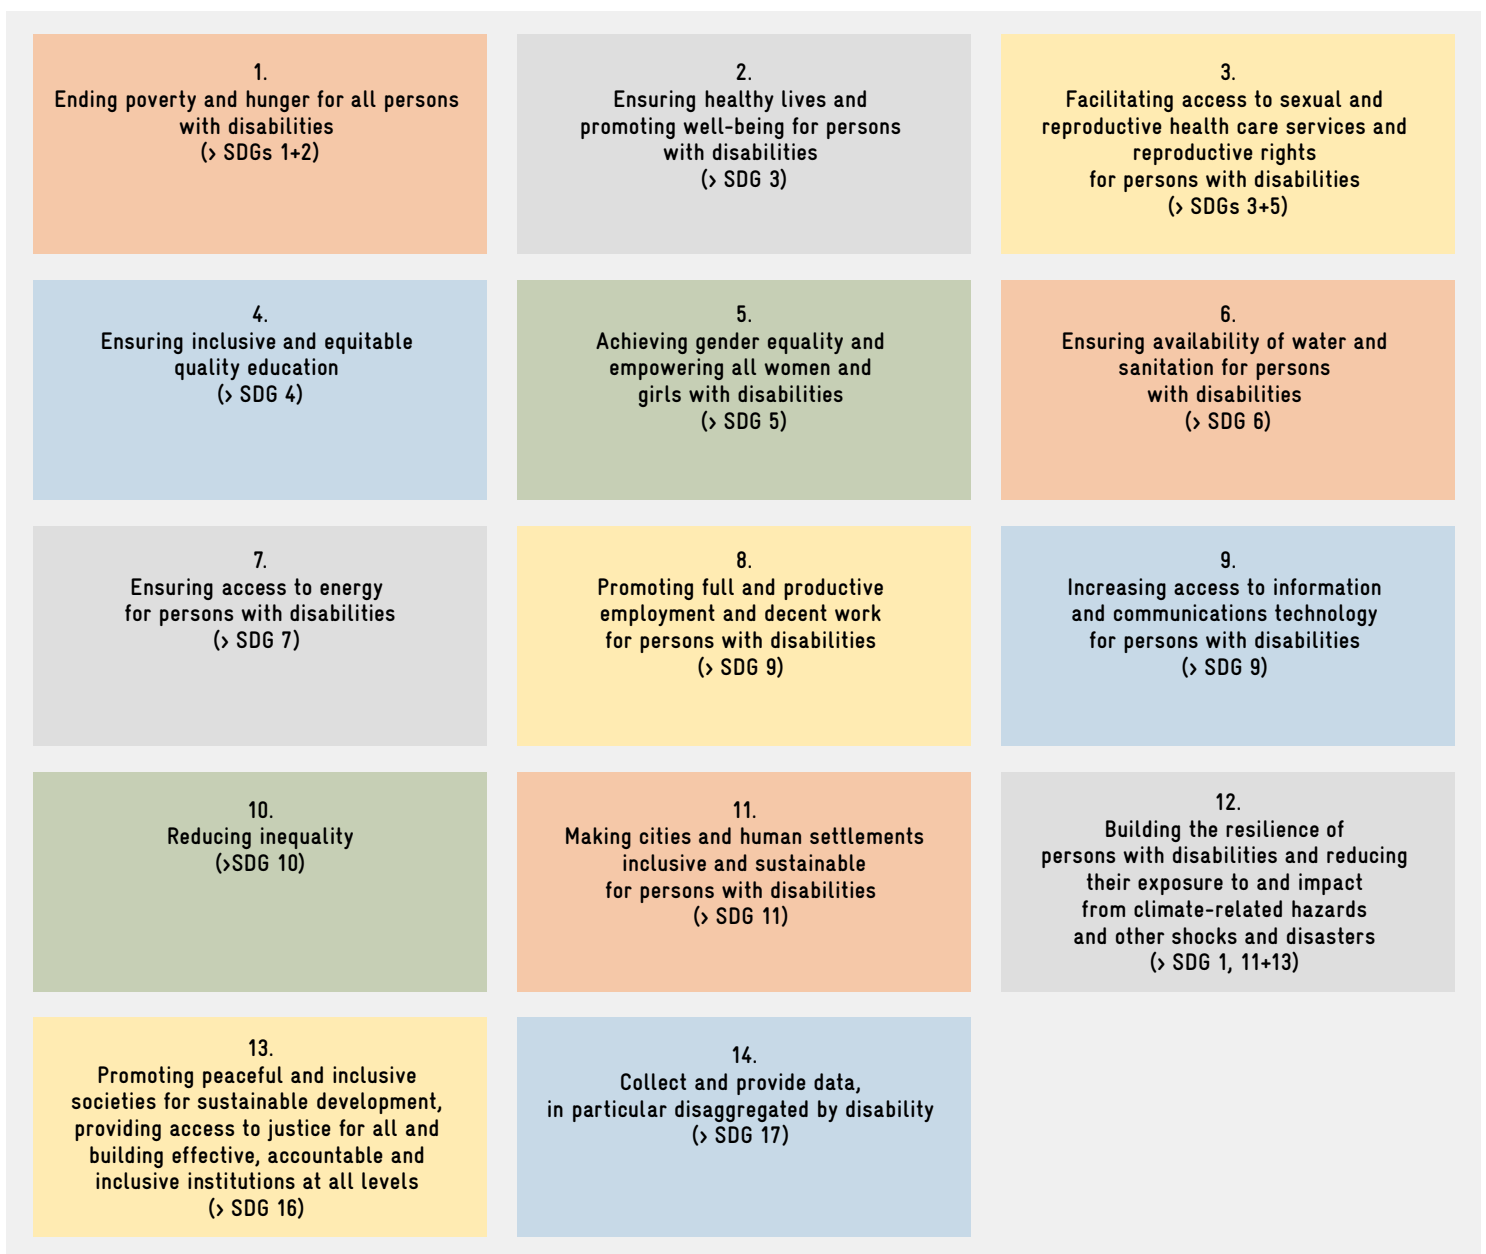 1.
Ending poverty and hunger for all persons
with disabilities
(› SDGs 1+2)
2.
Ensuring healthy lives and
promoting well-being for persons
with disabilities
(› SDG 3)
3.
Facilitating access to sexual and
reproductive health care services and
reproductive rights
for persons with disabilities
(› SDGs 3+5)
4.
Ensuring inclusive and equitable
quality education
(› SDG 4)
5.
Achieving gender equality and
empowering all women and
girls with disabilities
(› SDG 5)
6.
Ensuring availability of water and
sanitation for persons
with disabilities
(› SDG 6)
7.
Ensuring access to energy
for persons with disabilities
(› SDG 7)
8.
Promoting full and productive
employment and decent work
for persons with disabilities
(› SDG 9)
9.
Increasing access to information
and communications technology
for persons with disabilities
(› SDG 9)
10.
Reducing inequality
(›SDG 10)
11.
Making cities and human settlements
inclusive and sustainable
for persons with disabilities
(› SDG 11)
12.
Building the resilience of
persons with disabilities and reducing
their exposure to and impact
from climate-related hazards
and other shocks and disasters
(› SDG 1, 11+13)
13.
Promoting peaceful and inclusive
societies for sustainable development,
providing access to justice for all and
building effective, accountable and
inclusive institutions at all levels
(› SDG 16)
14.
Collect and provide data,
in particular disaggregated by disability
(› SDG 17)